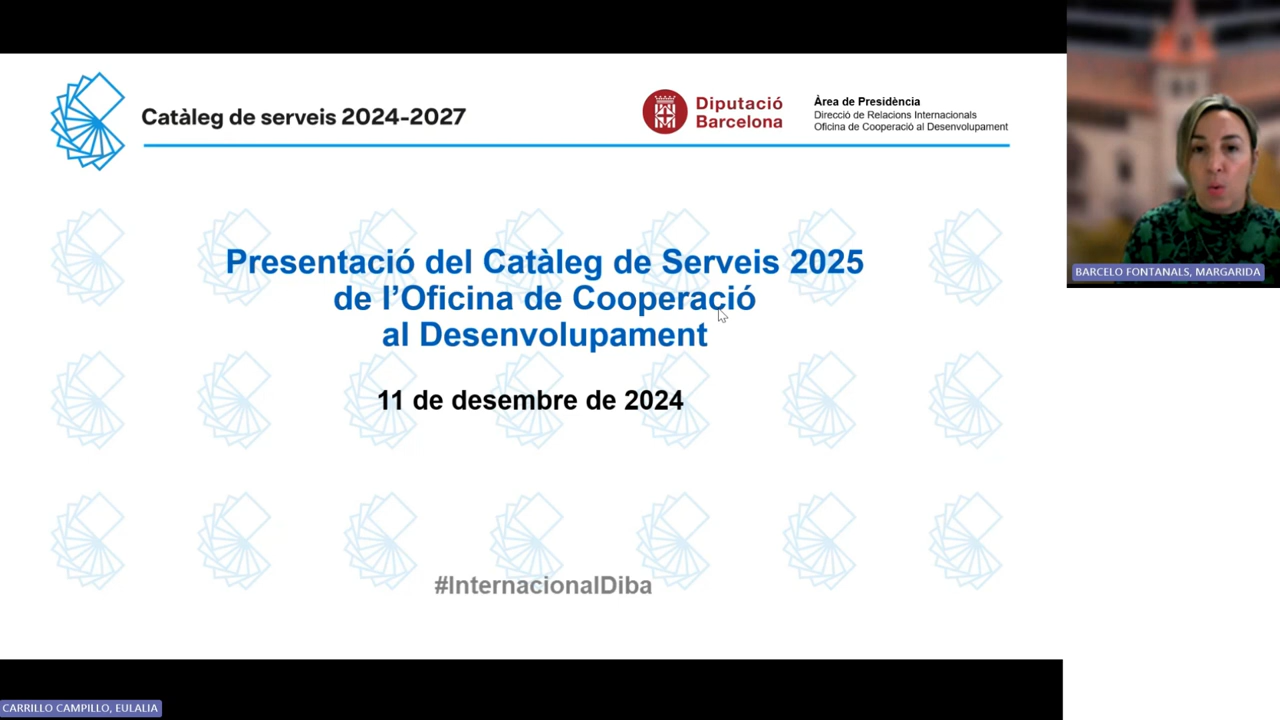 Catàleg de serveis 2024-2027
Diputació
Barcelona
Àrea de Presidència
Direcció de Relacions Internacionals
Oficina de Cooperació al Desenvolupament
Presentació del Catàleg de Serveis 2025
de l’Oficina de Cooperació
al Desenvolupament
11 de desembre de 2024
#InternacionalDiba
BARCELO FONTANALS, MARGARIDA
CARRILLO CAMPILLO, EULALIA